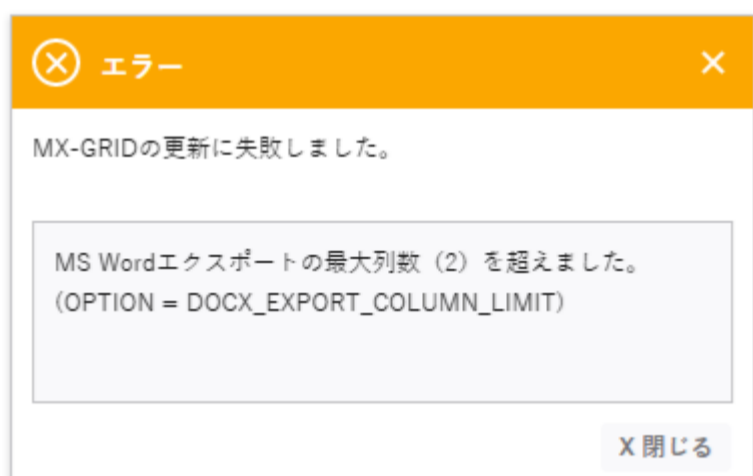 エラー
MX-GRIDの更新に失敗しました。
MS Wordエクスポートの最大列数（2）を超えました。
(OPTION = DOCX_EXPORT_COLUMN_LIMIT)
X 閉じる